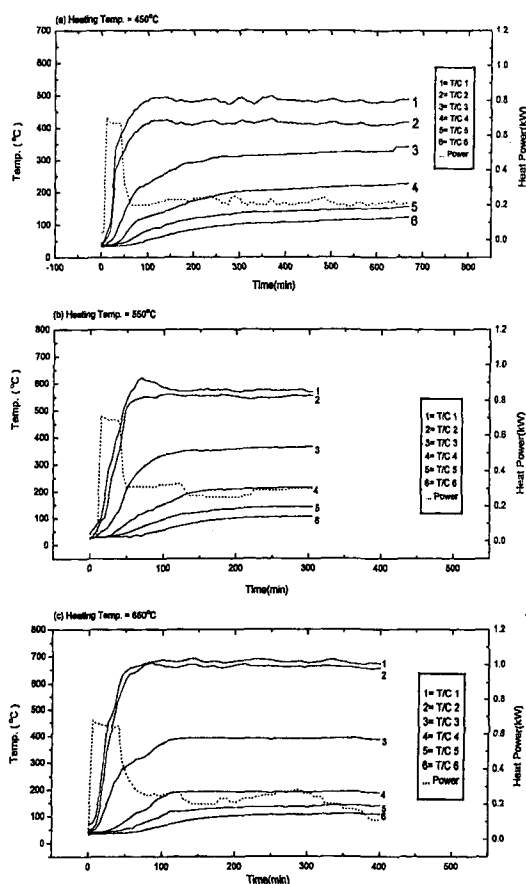 (a) Heating Temp. = 450°C
700
600
500
400
300
200
100
0
Temp. (°C)
1.2
1.0
0.8
0.6
0.4
0.2
0.0
Heat Power(kW)
1= T/C 1
2= T/C 2
3= T/C 3
4= T/C 4
5= T/C 5
6= T/C 6
... Power
1
2
3
4
5
6
-100 0 100 200 300 400 500 600 700 800
Time(min)
(b) Heating Temp. = 550°C
800
700
600
500
400
300
200
100
0
Temp. (°C)
1.2
1.0
0.8
0.6
0.4
0.2
0.0
Heat Power(kW)
1= T/C 1
2= T/C 2
3= T/C 3
4= T/C 4
5= T/C 5
6= T/C 6
... Power
1
2
3
4
5
6
0 100 200 300 400 500
Time(min)
(c) Heating Temp. = 650°C
800
700
600
500
400
300
200
100
0
Temp. (°C)
1.2
1.0
0.8
0.6
0.4
0.2
0.0
Heat Power(kW)
1= T/C 1
2= T/C 2
3= T/C 3
4= T/C 4
5= T/C 5
6= T/C 6
... Power
1
2
3
4
5
6
0 100 200 300 400 500
Time(min)